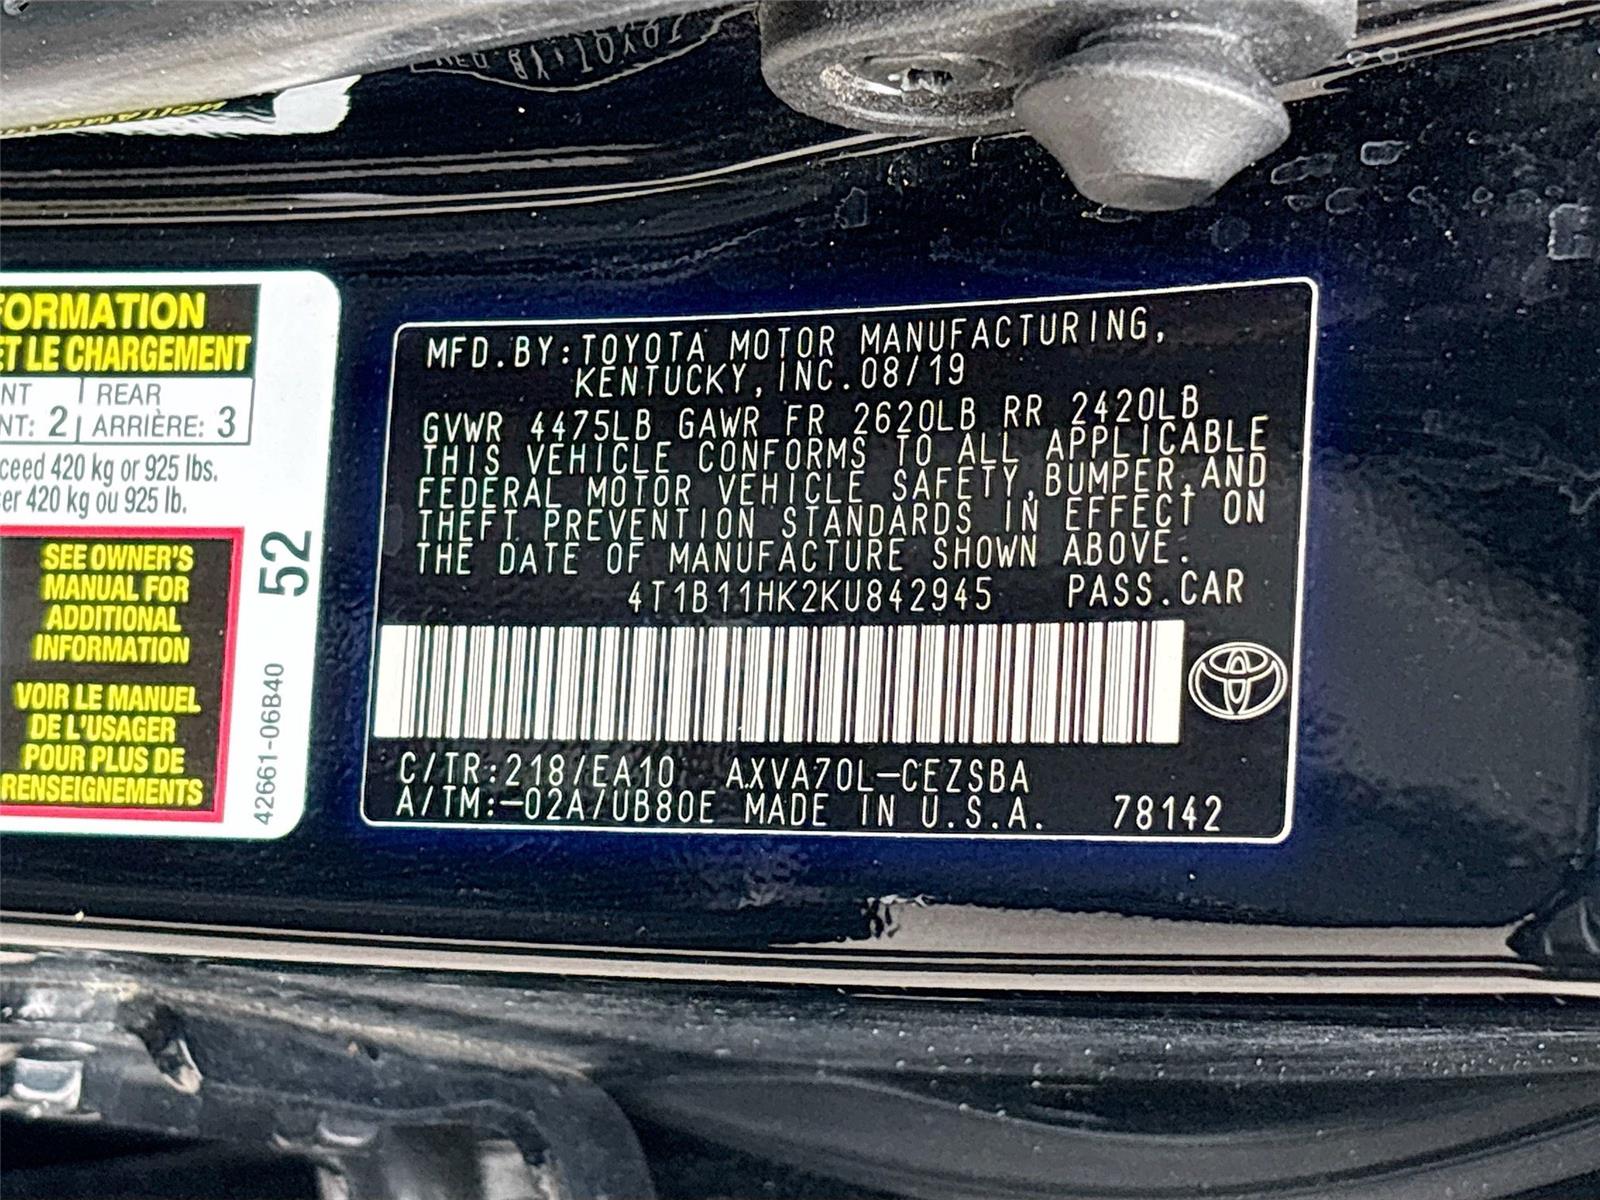 FORMATION
ET LE CHARGEMENT
NT REAR
NT: 2 ARRIÈRE: 3
ceed 420 kg or 925 lbs.
er 420 kg ou 925 lb.
SEE OWNER'S
MANUAL FOR
ADDITIONAL
INFORMATION
VOIR LE MANUEL
DE L'USAGER
POUR PLUS DE
RENSEIGNEMENTS
52
42661-06B40
MFD.BY:TOYOTA MOTOR MANUFACTURING,
KENTUCKY,INC.08/19
GVWR 4475LB GAWR FR 2620LB RR 2420LB
THIS VEHICLE CONFORMS TO ALL APPLICABLE
FEDERAL MOTOR VEHICLE SAFETY,BUMPER,AND
THEFT PREVENTION STANDARDS IN EFFECT ON
THE DATE OF MANUFACTURE SHOWN ABOVE.
4T1B11HK2KU842945 PASS.CAR
C/TR:218/EA10 AXVA70L-CEZSBA
A/TM:-02A/UB80E MADE IN U.S.A. 78142